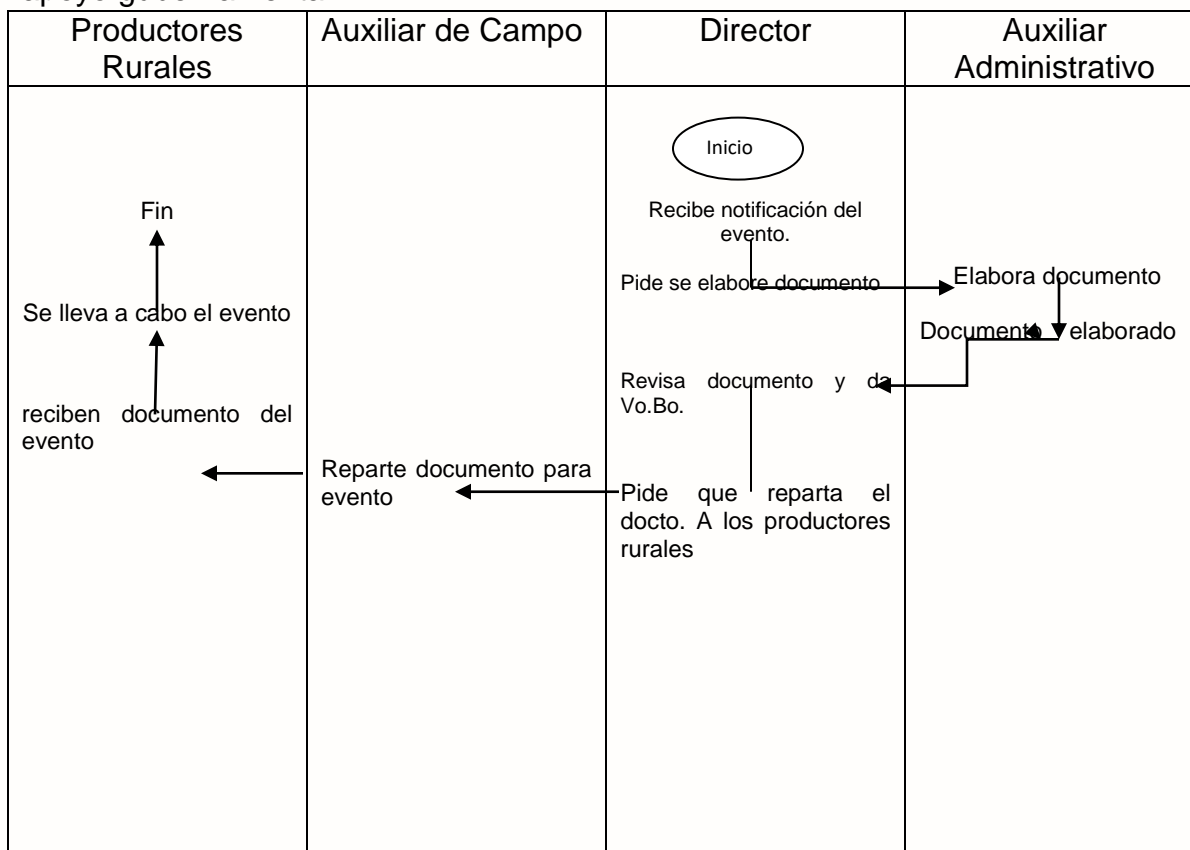 Productores
Rurales
Auxiliar de Campo
Director
Auxiliar
Administrativo
Inicio
Recibe notificación del
evento.
Pide se elabore documento
Elabora documento
Documento elaborado
Revisa documento y da
Vo.Bo.
Pide que reparta el
docto. A los productores
rurales
Reparte documento para
evento
reciben documento del
evento
Se lleva a cabo el evento
Fin